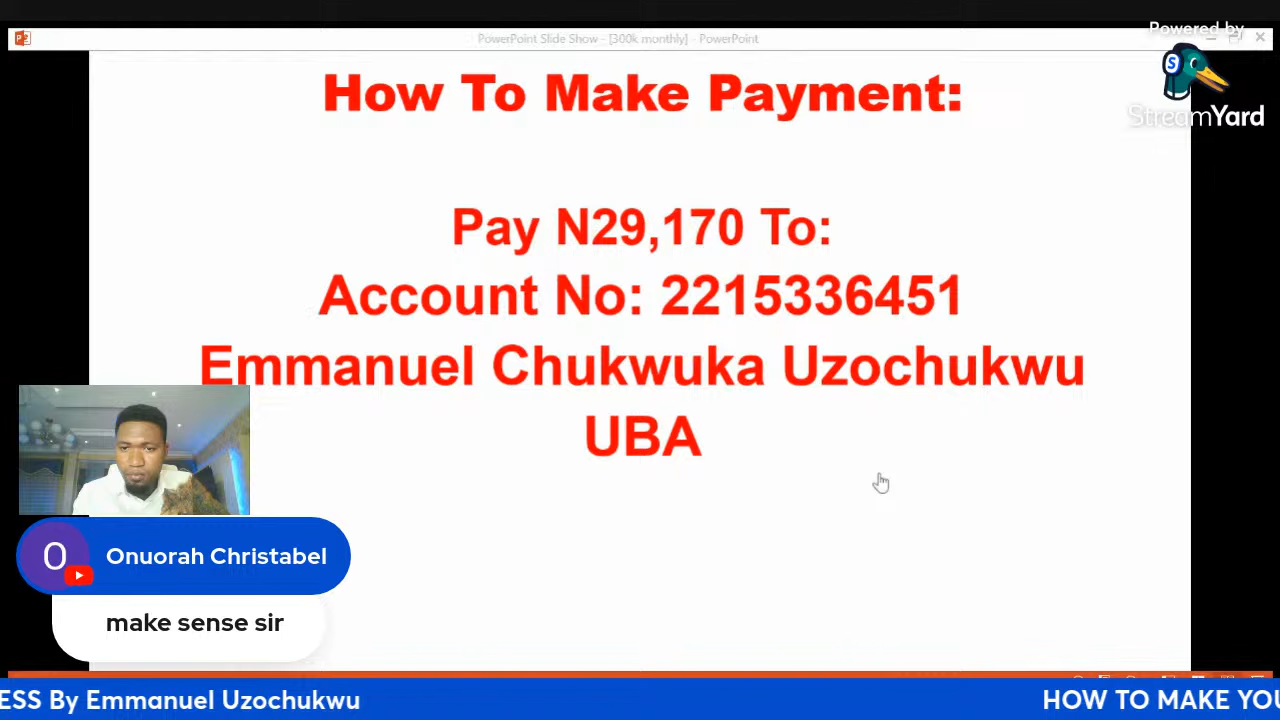 PowerPoint Slide Show - [300k monthly] - PowerPoint
Powered by
StreamYard
How To Make Payment:
Pay N29,170 To:
Account No: 2215336451
Emmanuel Chukwuka Uzochukwu
UBA
O Onuorah Christabel
make sense sir
ESS By Emmanuel Uzochukwu
HOW TO MAKE YOU